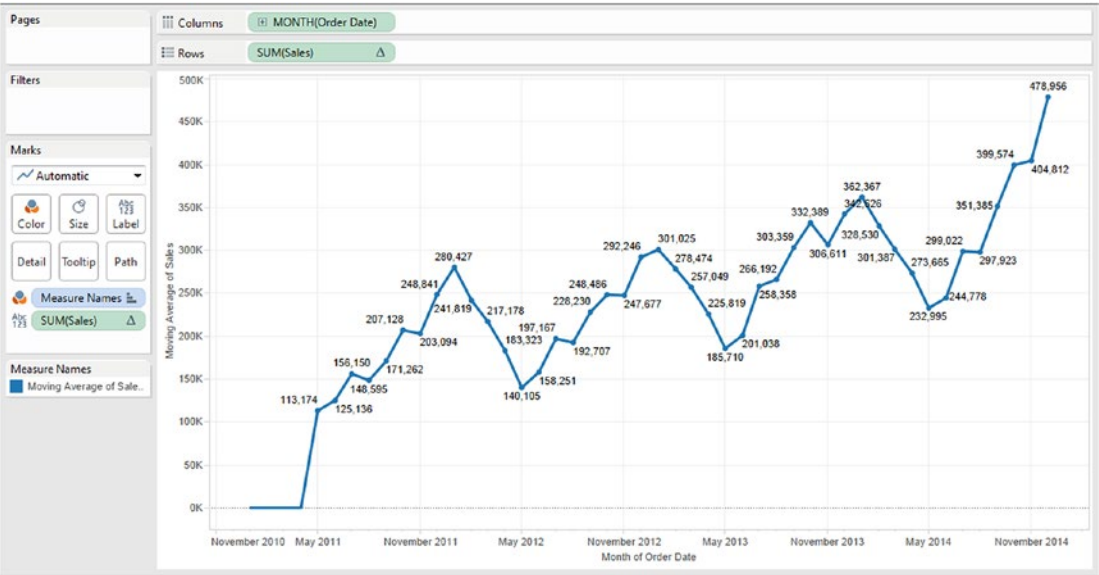 Pages
Columns
MONTH(Order Date)
Rows
SUM(Sales) Δ
Filters
Marks
Automatic
Color
Size
Abc
123
Label
Detail
Tooltip
Path
Measure Names
Abc
123
SUM(Sales) Δ
Measure Names
Moving Average of Sale..
Moving Average of Sales
500K
450K
400K
350K
300K
250K
200K
150K
100K
50K
0K
113,174
125,136
156,150
148,595
171,262
207,128
203,094
248,841
280,427
241,819
217,178
183,323
140,105
158,251
197,167
192,707
228,230
248,486
247,677
292,246
301,025
278,474
257,049
225,819
185,710
201,038
258,358
266,192
303,359
332,389
306,611
342,626
362,367
328,530
301,387
273,665
232,995
244,778
299,022
297,923
351,385
399,574
404,812
478,956
November 2010
May 2011
November 2011
May 2012
November 2012
May 2013
November 2013
May 2014
November 2014
Month of Order Date